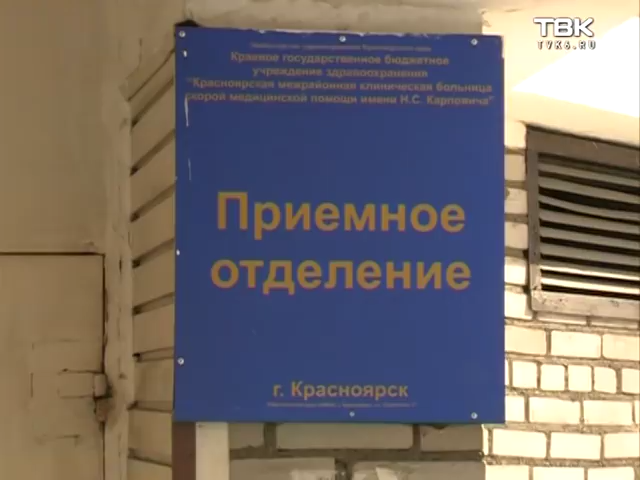 ТВК
TVK6.RU
Краевое государственное бюджетное
учреждение здравоохранения
"Красноярская межрайонная клиническая больница
скорой медицинской помощи имени Н.С. Карповича"
Приемное
отделение
г. Красноярск